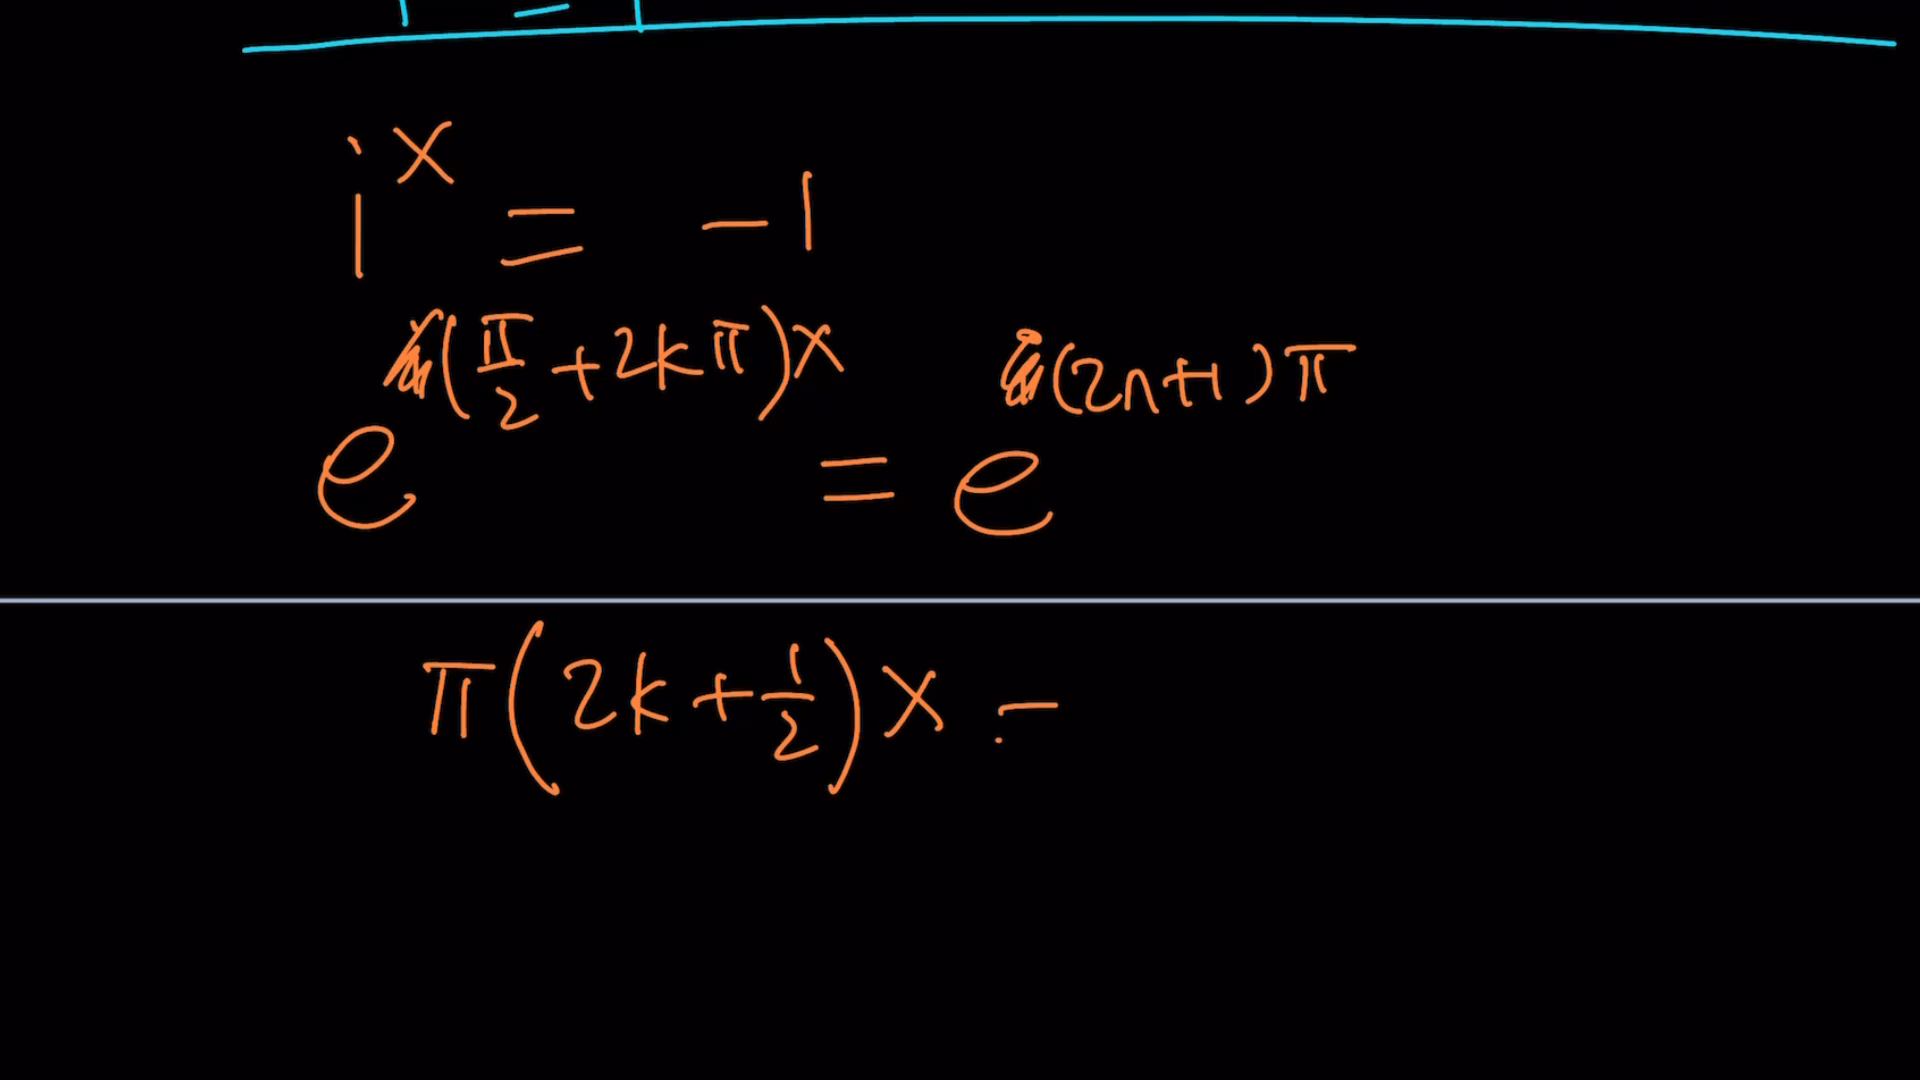 i^x = -1
e^{i(π/2 + 2kπ)x} = e^{i(2n+1)π}
π(2k + 1/2)x =